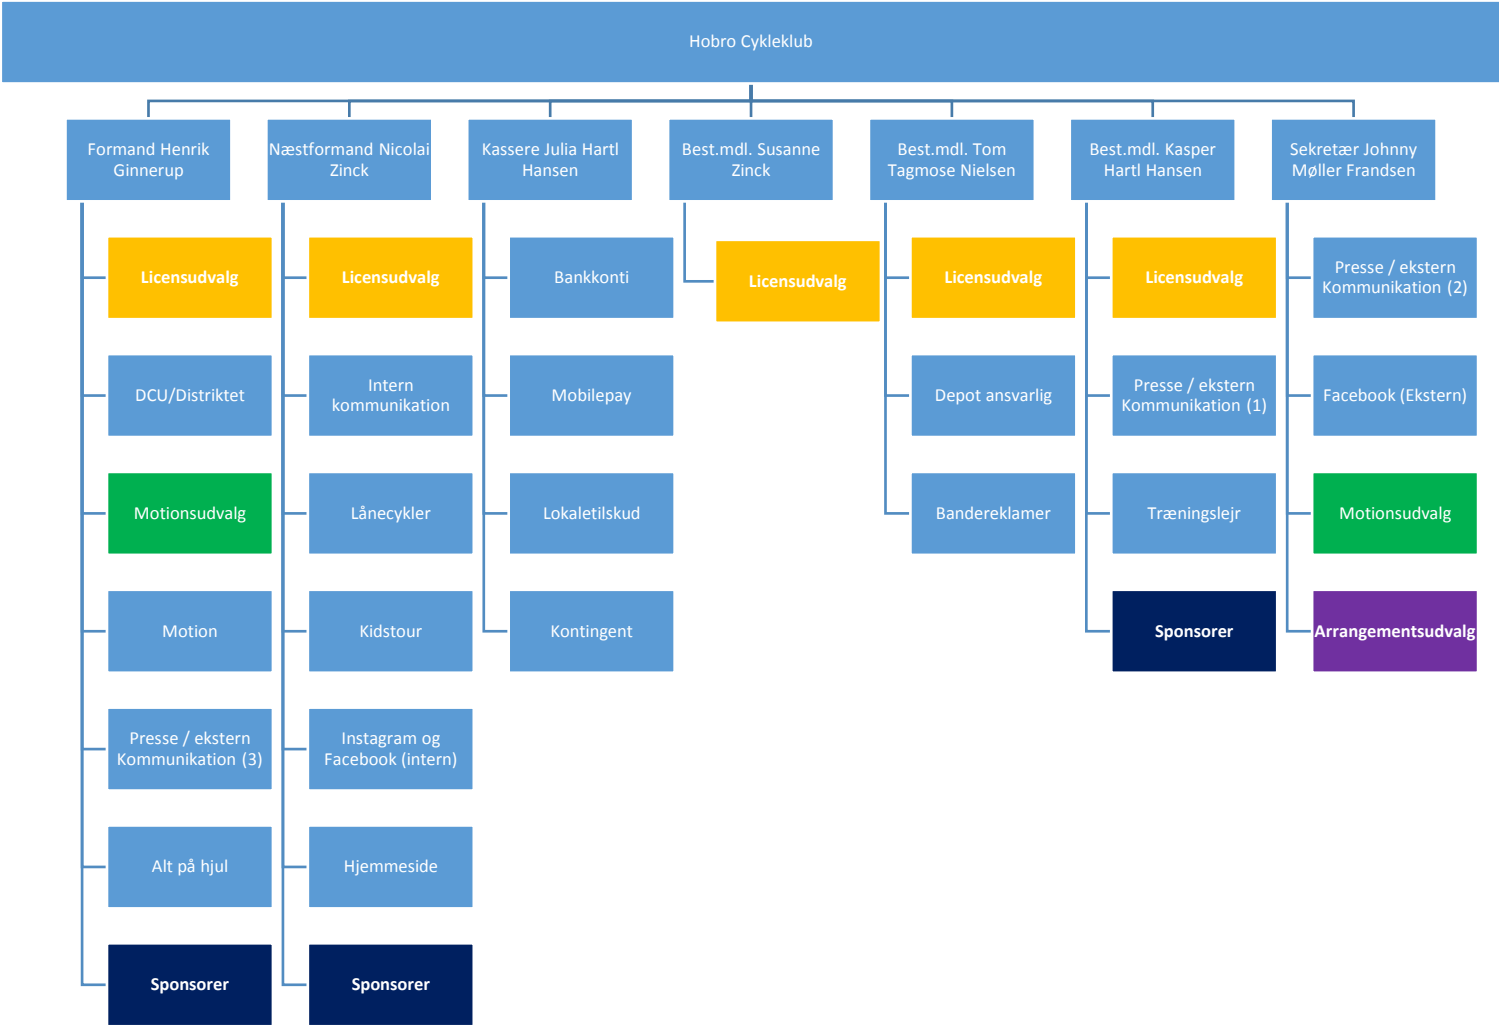 Hobro Cykleklub
Formand Henrik
Ginnerup
Licensudvalg
DCU/Distriktet
Motionsudvalg
Motion
Presse / ekstern
Kommunikation (3)
Alt på hjul
Sponsorer
Næstformand Nicolai
Zinck
Licensudvalg
Intern
kommunikation
Lånecykler
Kidstour
Instagram og
Facebook (intern)
Hjemmeside
Sponsorer
Kassere Julia Hartl
Hansen
Bankkonti
Mobilepay
Lokaletilskud
Kontingent
Best.mdl. Susanne
Zinck
Licensudvalg
Best.mdl. Tom
Tagmose Nielsen
Licensudvalg
Depot ansvarlig
Bandereklamer
Best.mdl. Kasper
Hartl Hansen
Licensudvalg
Presse / ekstern
Kommunikation (1)
Træningslejr
Sponsorer
Sekretær Johnny
Møller Frandsen
Presse / ekstern
Kommunikation (2)
Facebook (Ekstern)
Motionsudvalg
Arrangementsudvalg